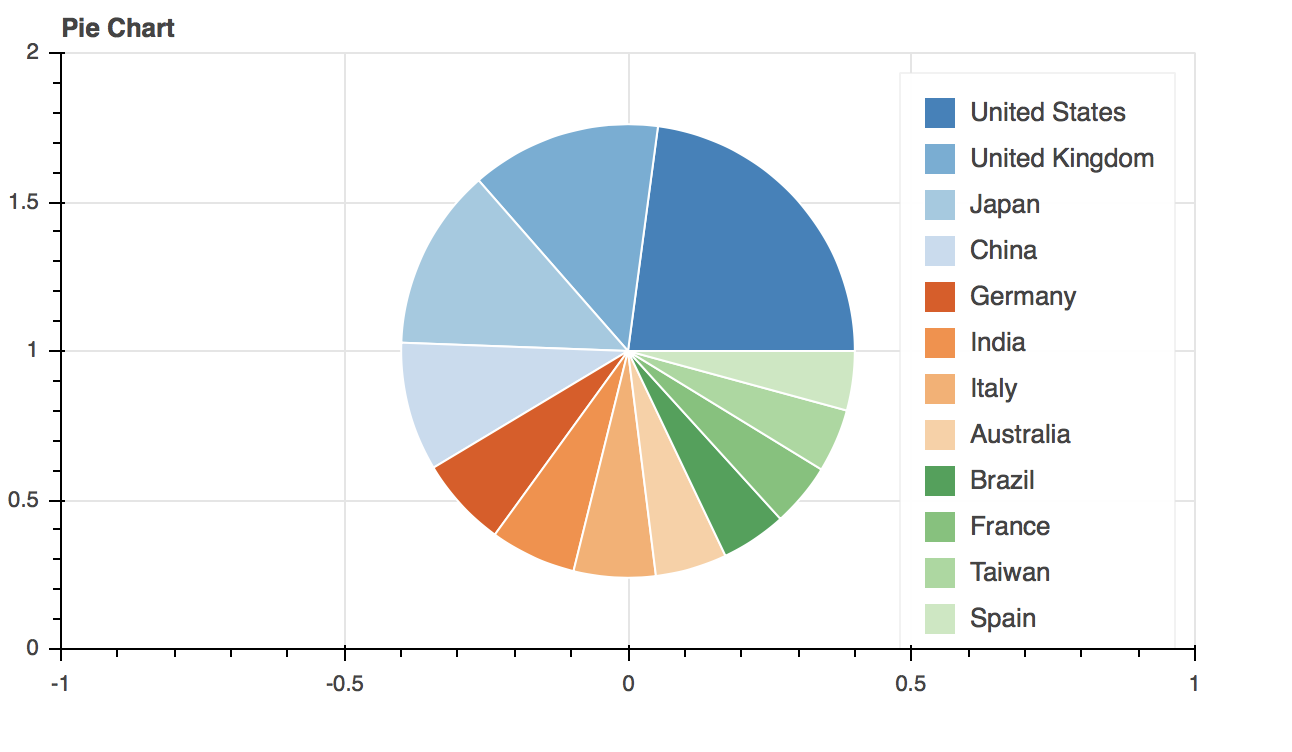 Pie Chart
2
1.5
1
0.5
0
-1
-0.5
0
0.5
1
United States
United Kingdom
Japan
China
Germany
India
Italy
Australia
Brazil
France
Taiwan
Spain